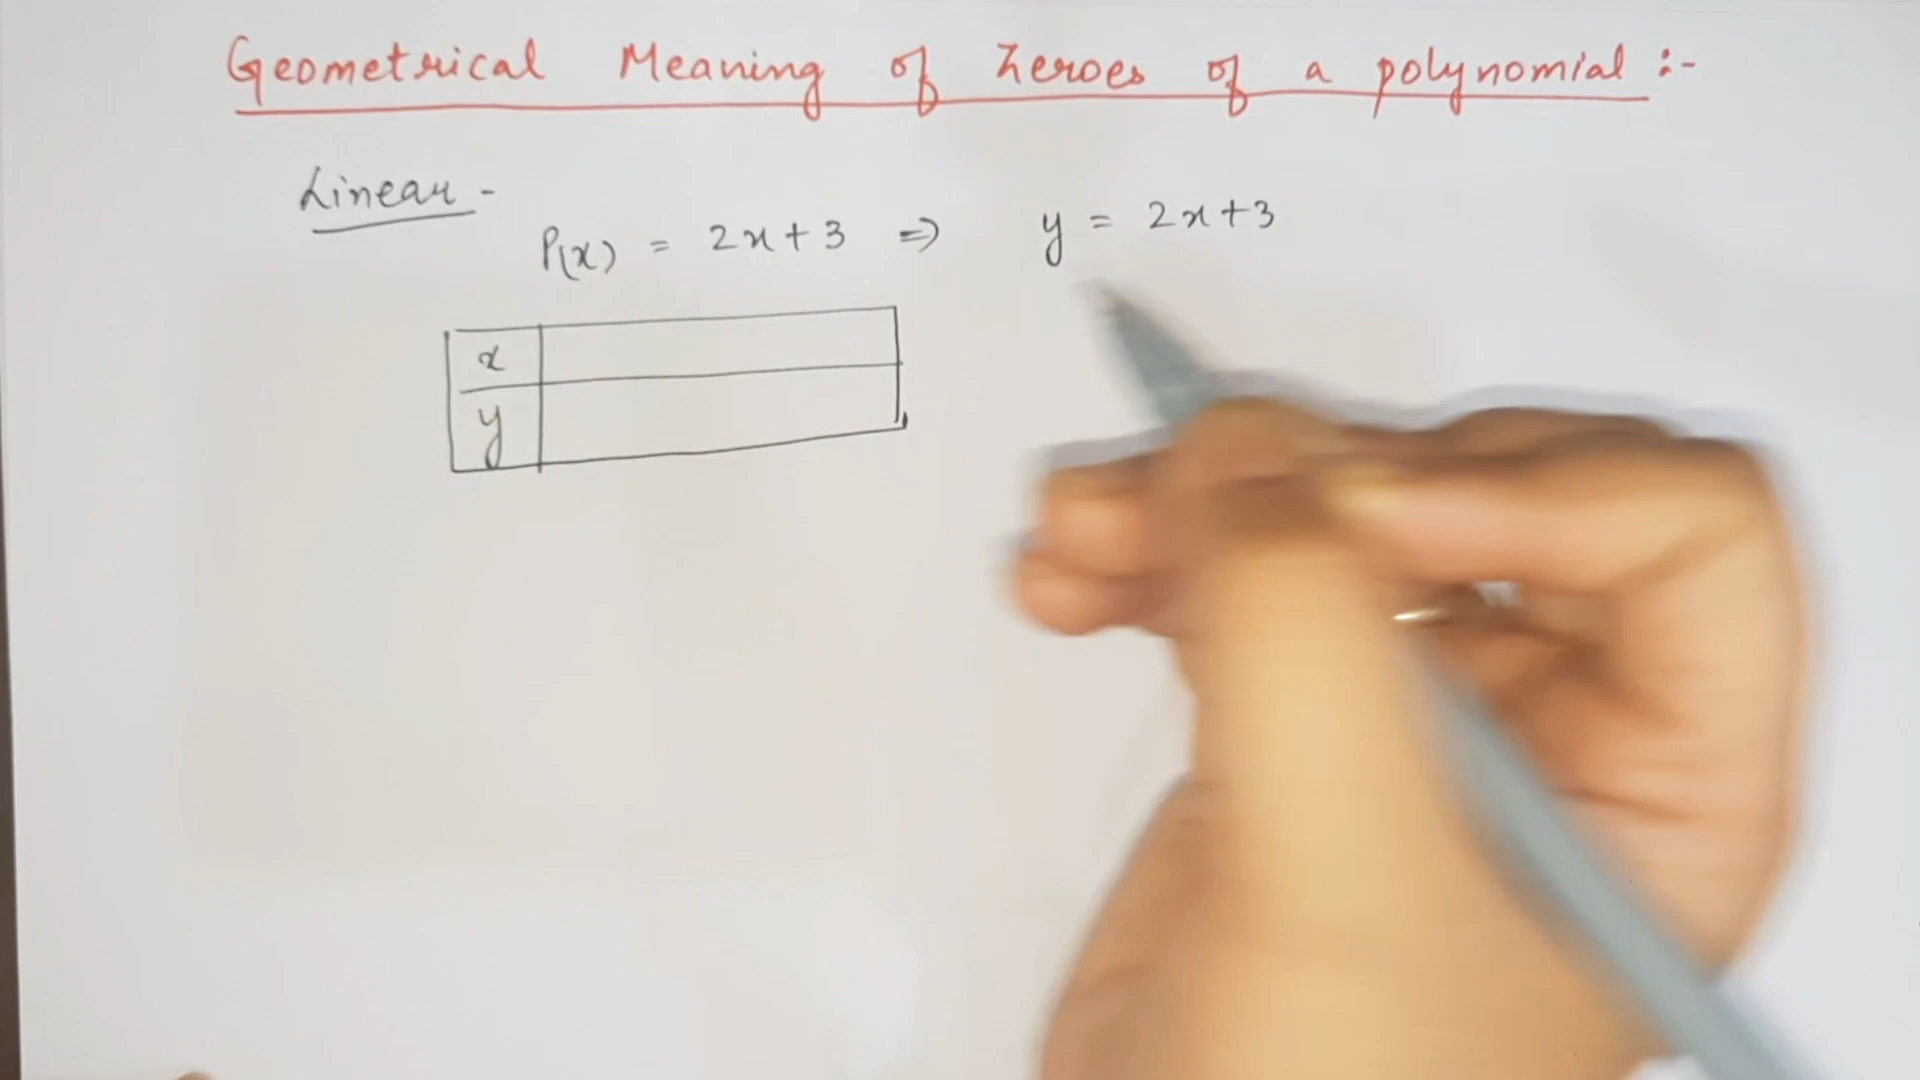 Geometrical Meaning of Zeroes of a polynomial :-
Linear -
P(x) = 2x+3 => y = 2x+3
x
y